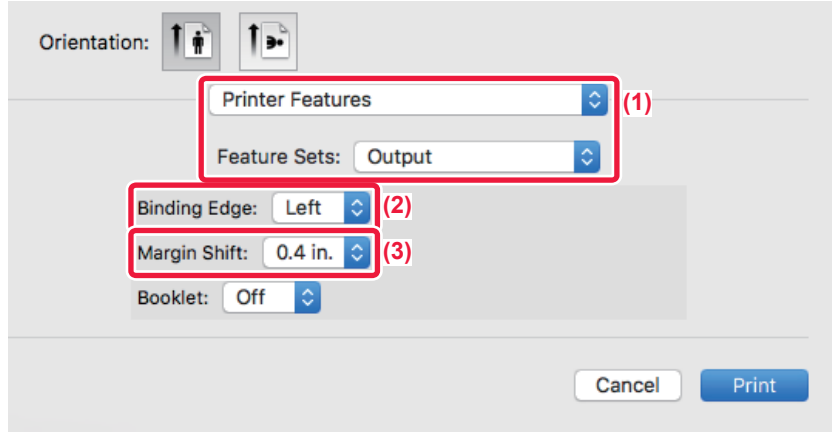 Orientation:
Printer Features (1)
Feature Sets: Output
Binding Edge: Left (2)
Margin Shift: 0.4 in. (3)
Booklet: Off
Cancel Print